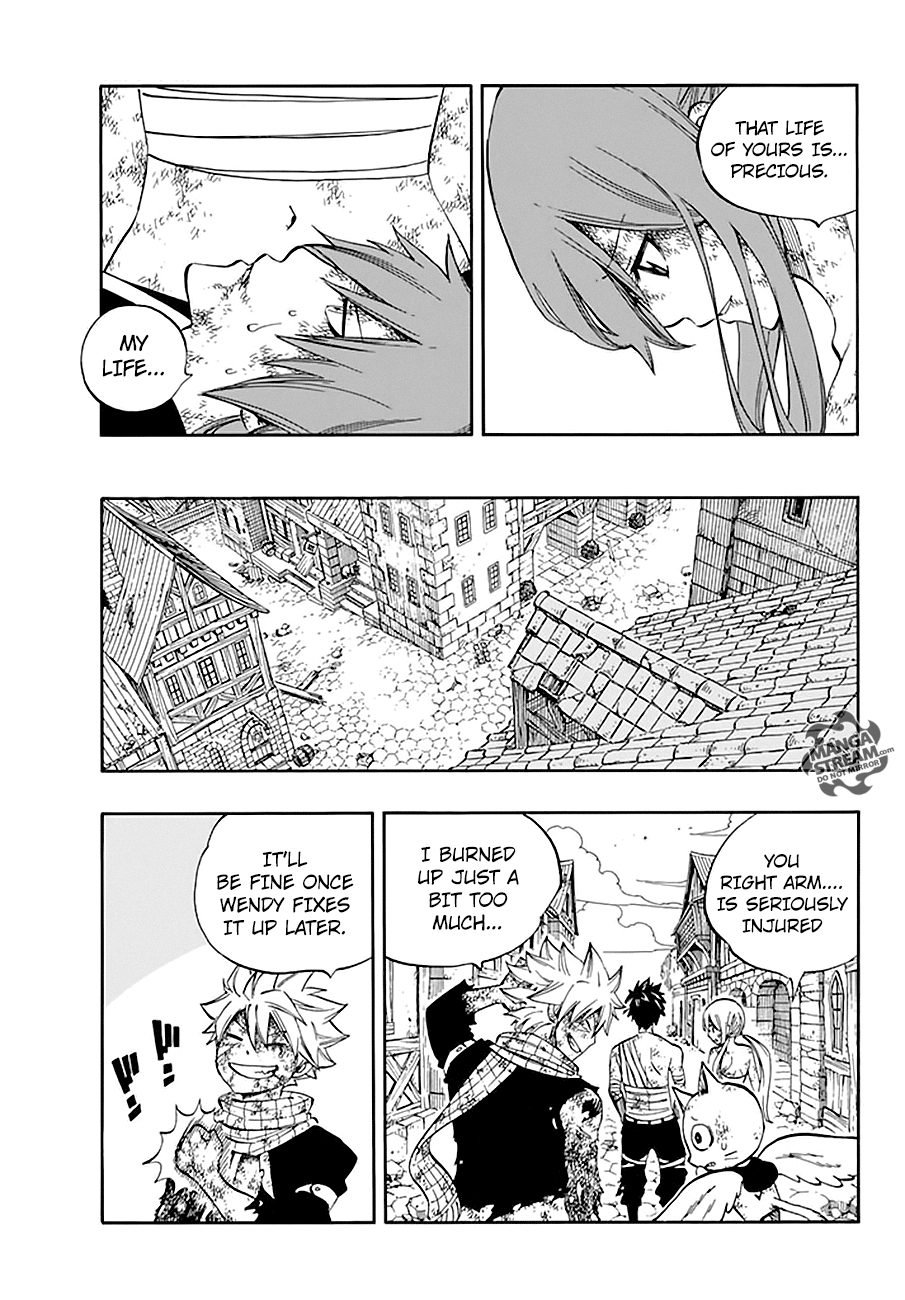 THAT LIFE
OF YOURS IS...
PRECIOUS.
MY
LIFE...
MANGA
STREAM.com
DO NOT MIRROR
YOU
RIGHT ARM....
IS SERIOUSLY
INJURED
I BURNED
UP JUST A
BIT TOO
MUCH...
IT'LL
BE FINE ONCE
WENDY FIXES
IT UP LATER.